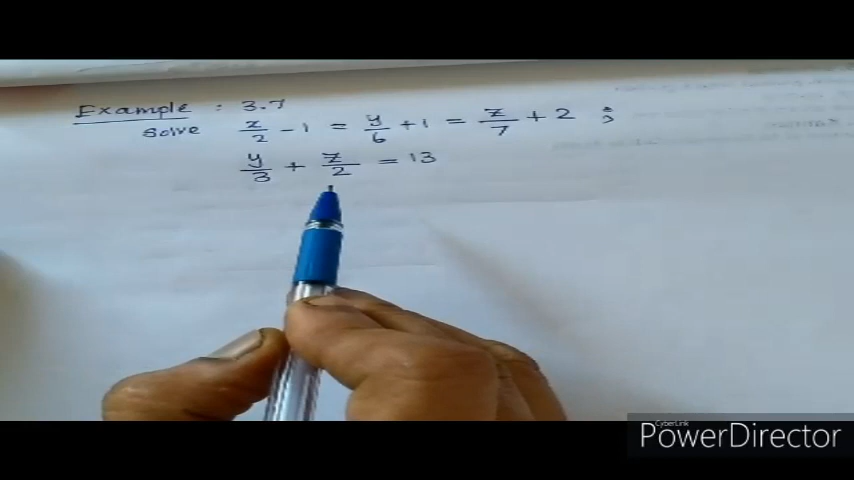 Example : 3.7
Solve x/2 - 1 = y/6 + 1 = z/7 + 2 ;
y/3 + z/2 = 13
CyberLink
PowerDirector